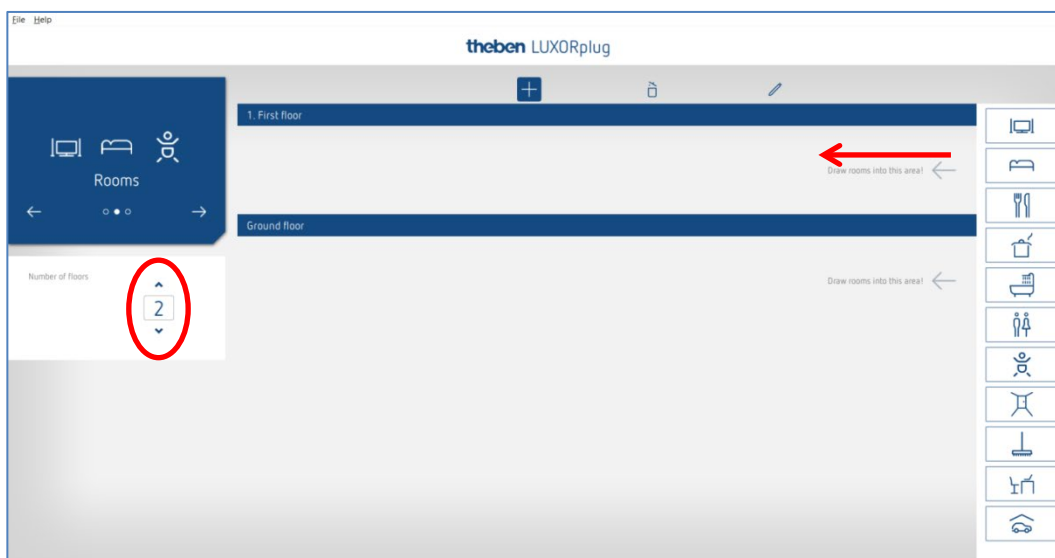 File Help
theben LUXORplug
Rooms
1. First floor
Draw rooms into this area!
Ground floor
Number of floors
2
Draw rooms into this area!